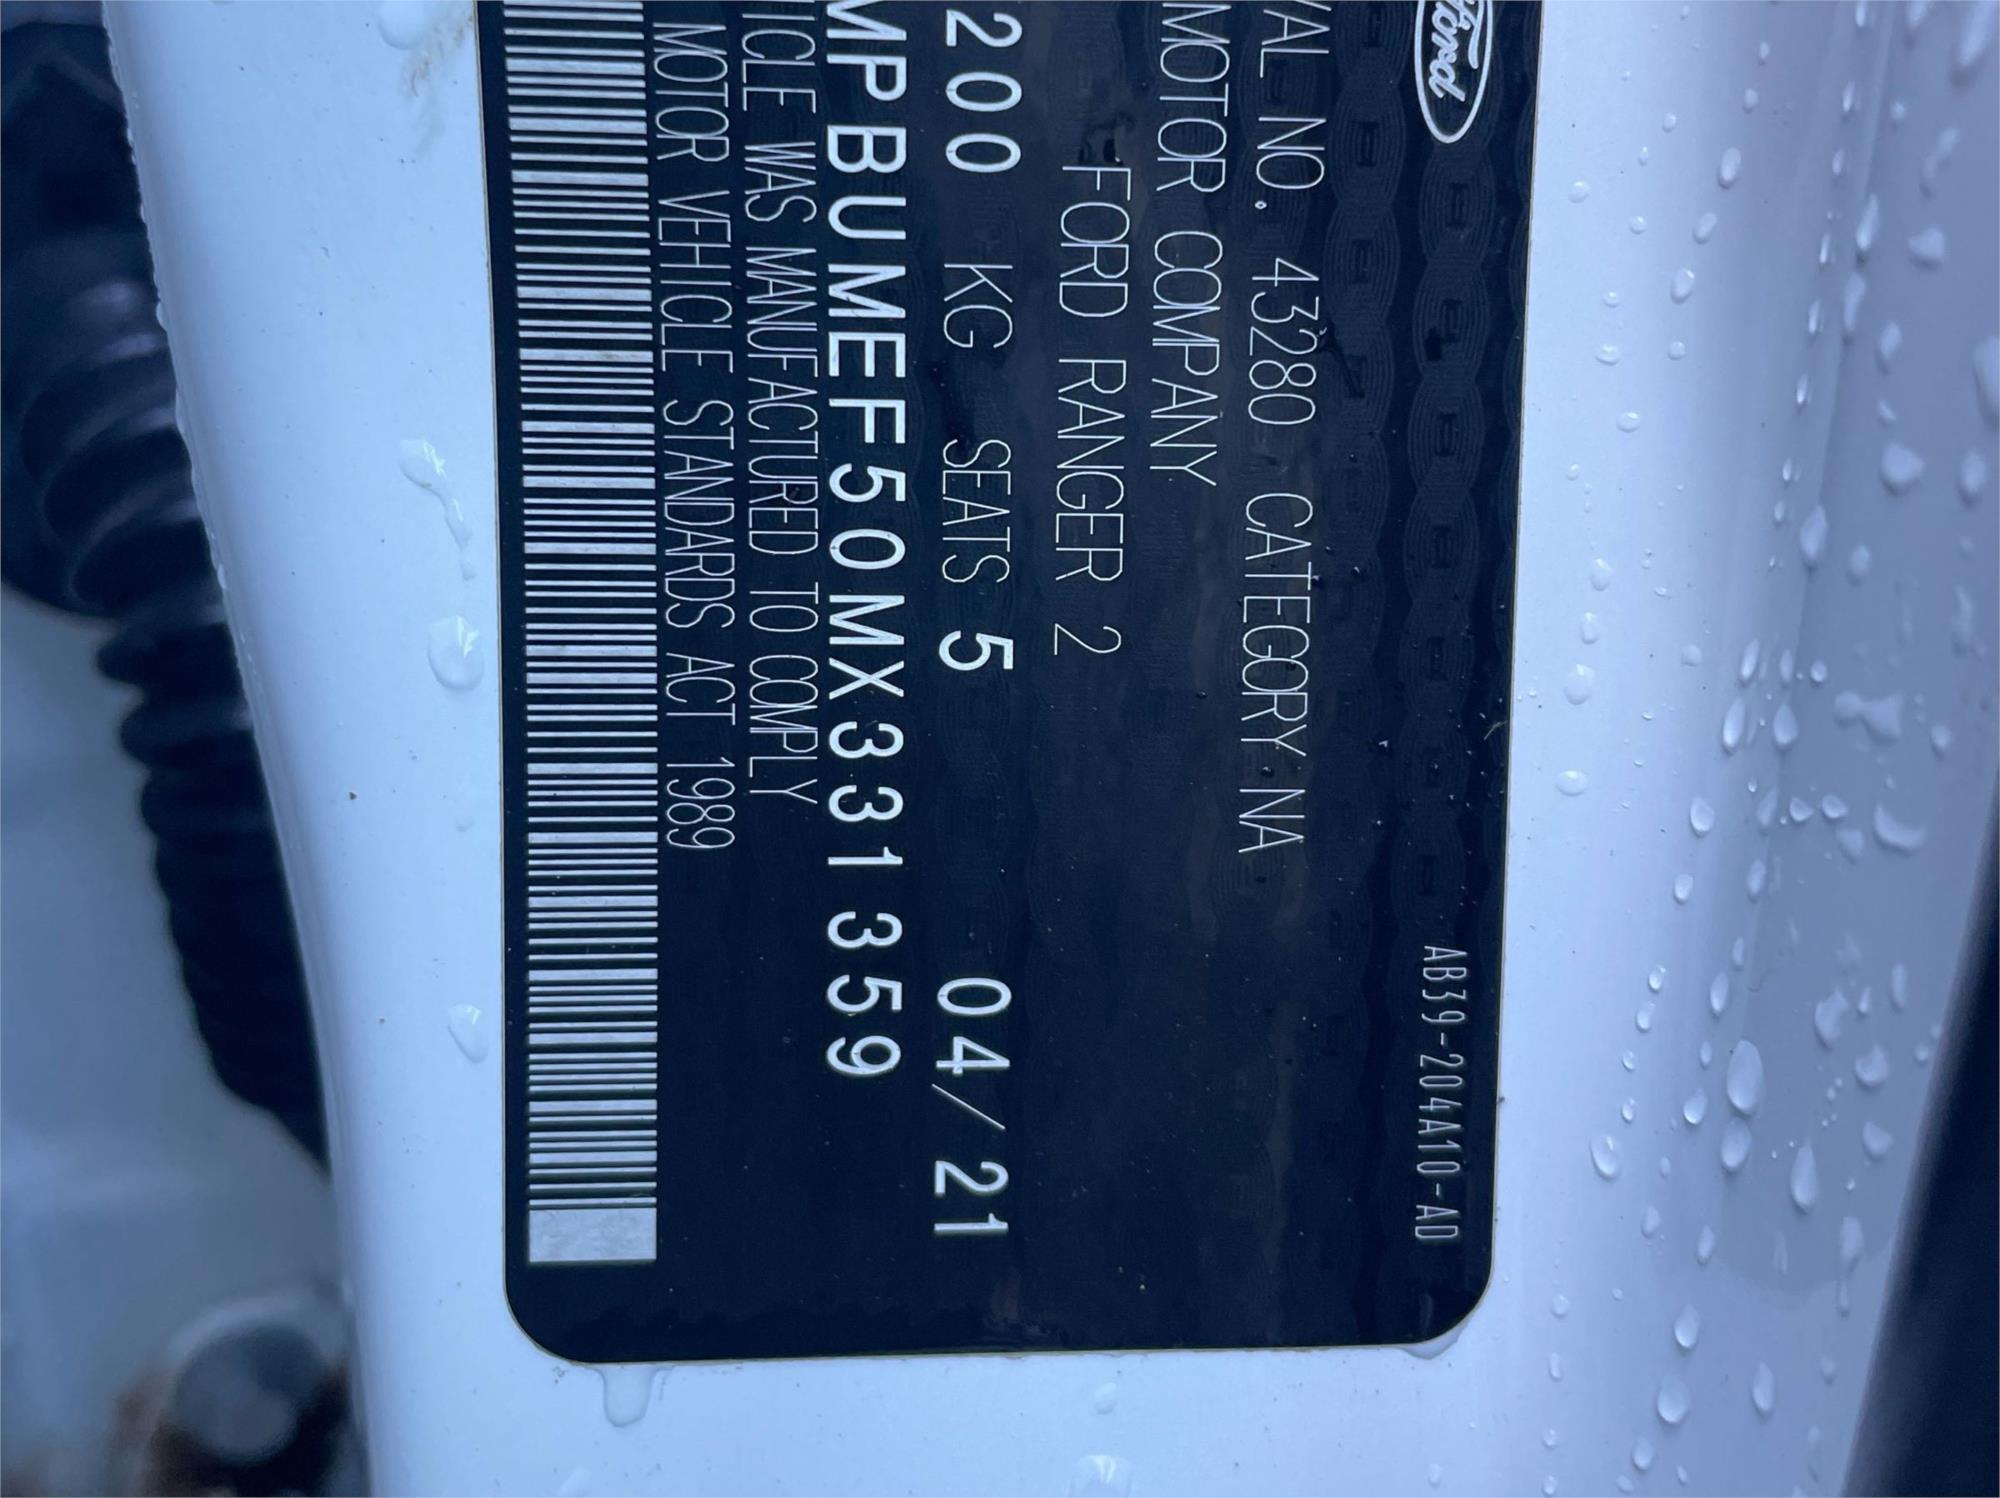 Ford
AB39-204A10-AD
VAL NO. 43280 CATEGORY NA
MOTOR COMPANY
FORD RANGER 2
200 KG SEATS 5 04/21
MPBUMEF50MX331359
ICLE WAS MANUFACTURED TO COMPLY
MOTOR VEHICLE STANDARDS ACT 1989